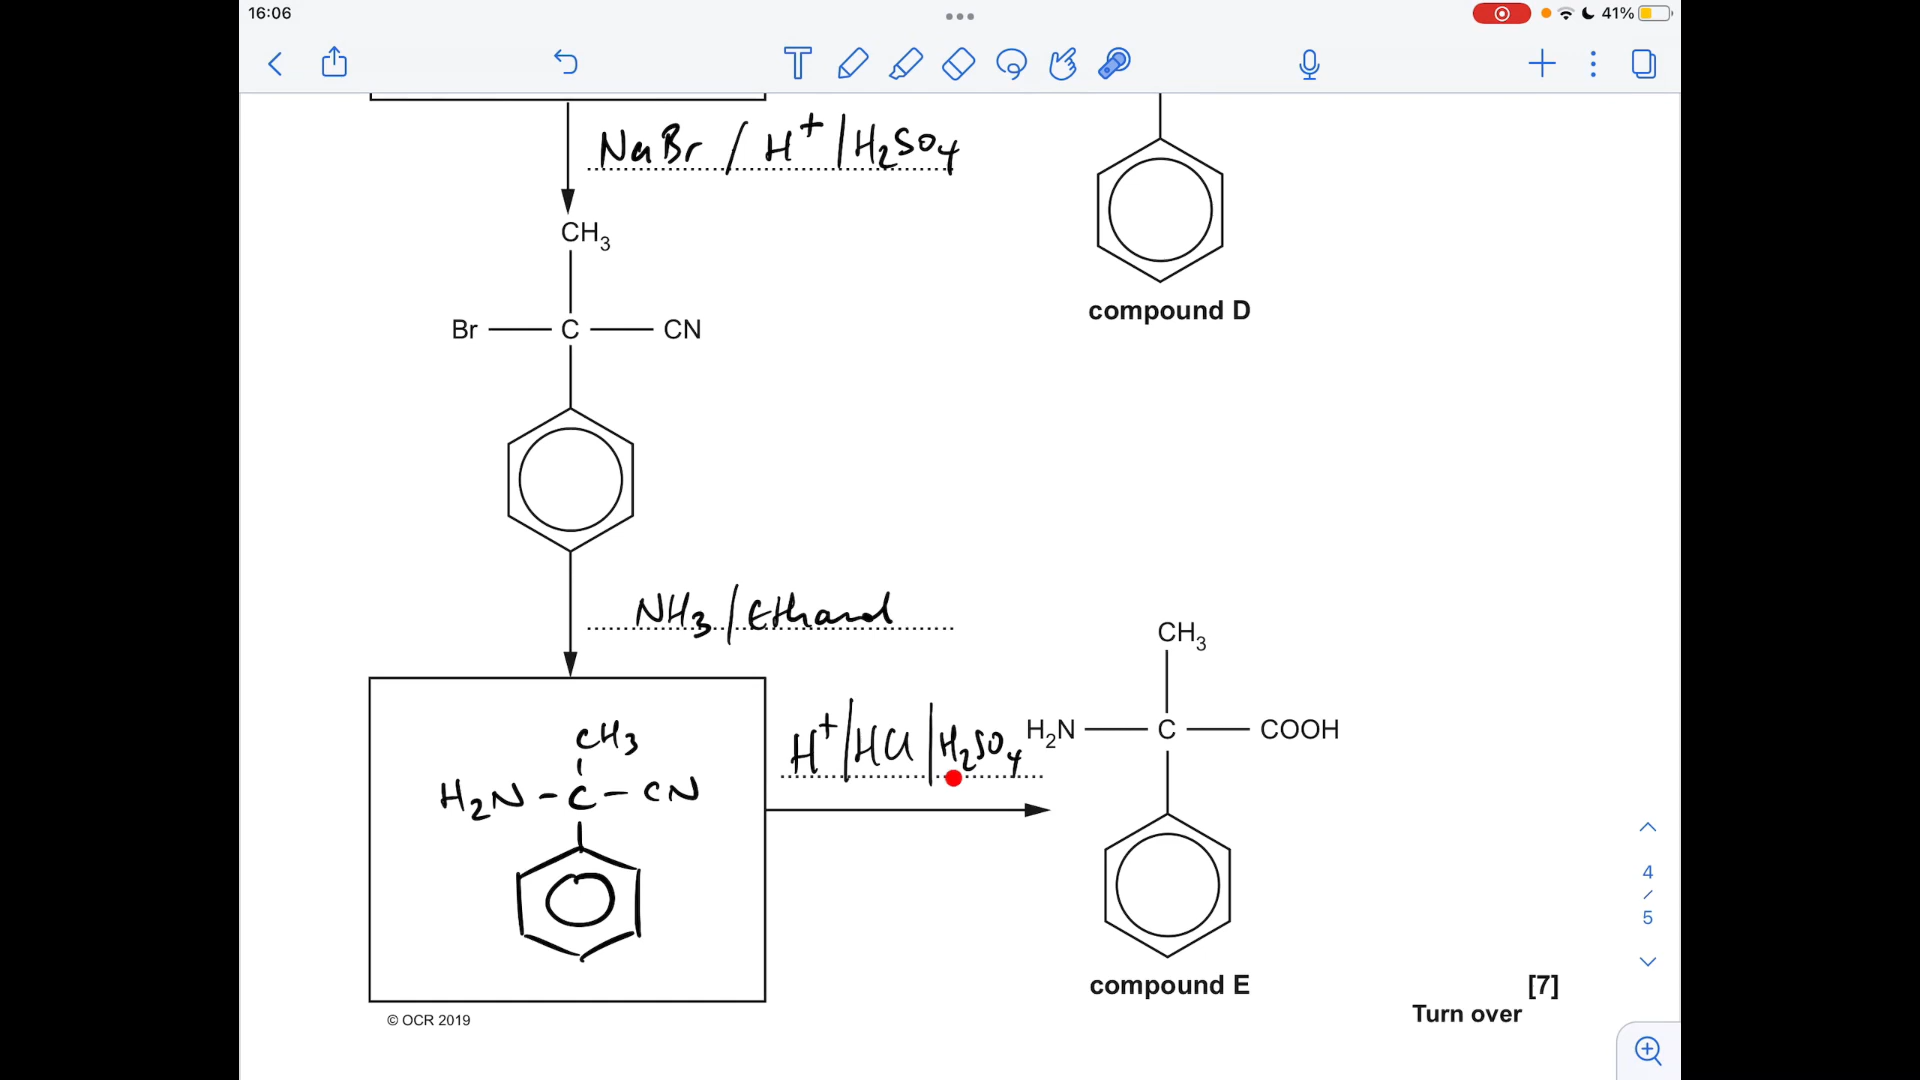 16:06
41%
T
NaBr / H⁺ | H₂SO₄
CH₃
Br C CN
compound D
NH₃ / Ethanol
CH₃
H₂N – C – CN
H⁺ / HCl | H₂SO₄
CH₃
H₂N C COOH
compound E
4
/
5
[7]
Turn over
© OCR 2019